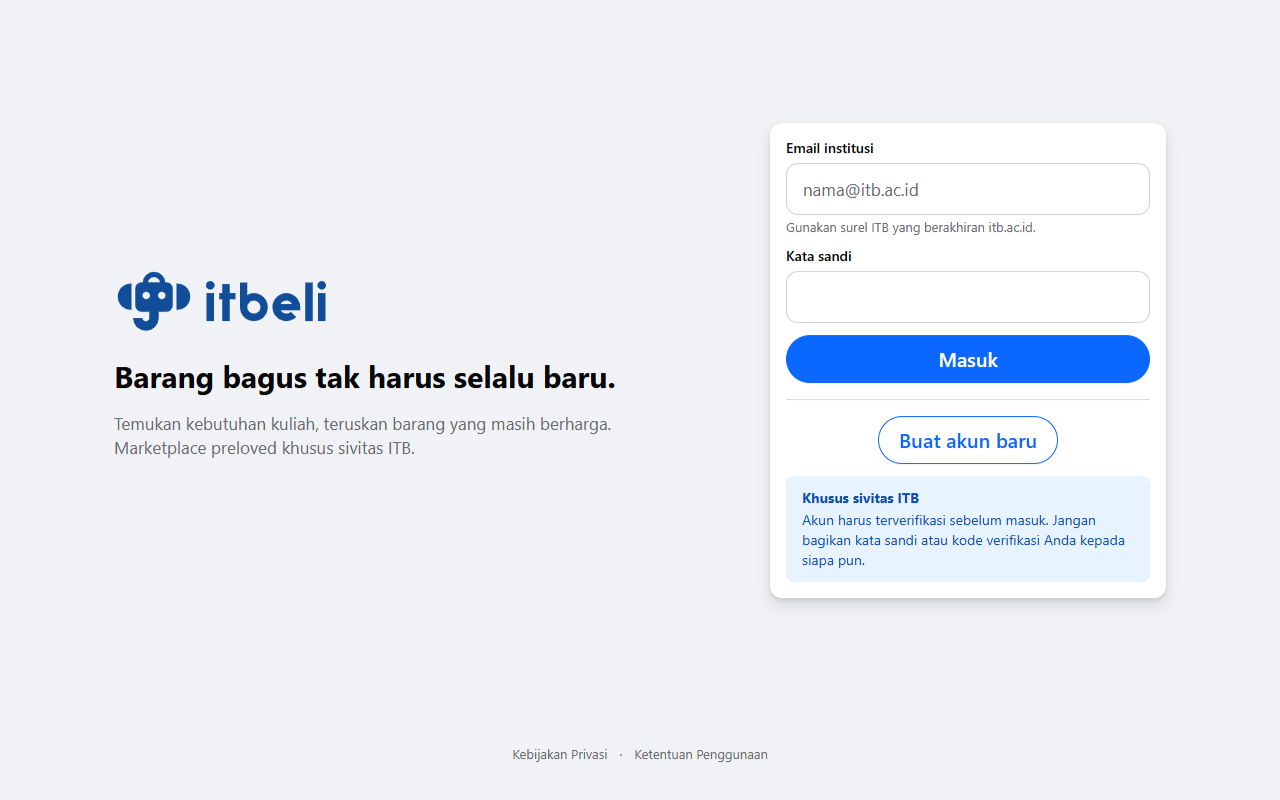 itbeli
Barang bagus tak harus selalu baru.
Temukan kebutuhan kuliah, teruskan barang yang masih berharga.
Marketplace preloved khusus sivitas ITB.
Email institusi
nama@itb.ac.id
Gunakan surel ITB yang berakhiran itb.ac.id.
Kata sandi
Masuk
Buat akun baru
Khusus sivitas ITB
Akun harus terverifikasi sebelum masuk. Jangan
bagikan kata sandi atau kode verifikasi Anda kepada
siapa pun.
Kebijakan Privasi · Ketentuan Penggunaan